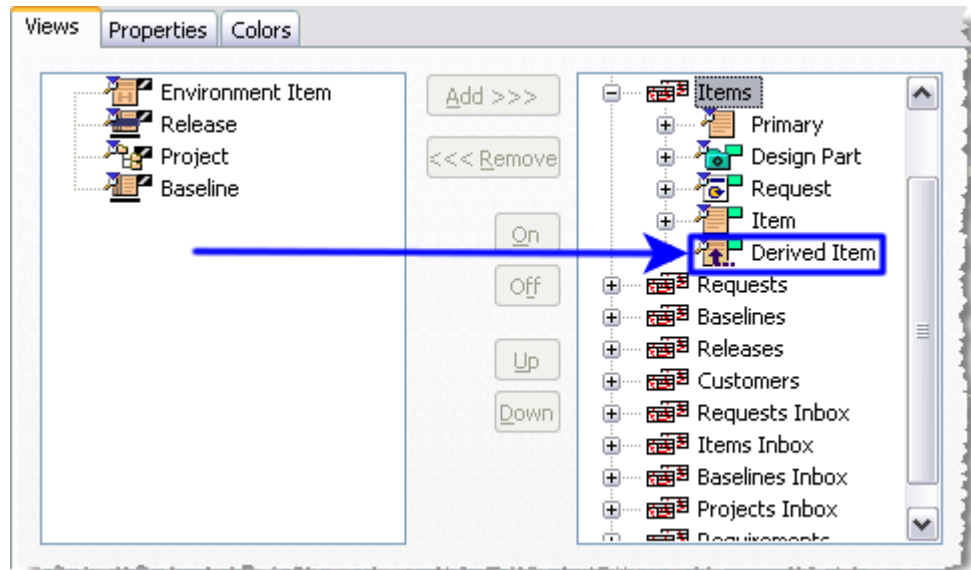 Views Properties Colors
Environment Item
Release
Project
Baseline
Add >>>
<<< Remove
On
Off
Up
Down
Items
Primary
Design Part
Request
Item
Derived Item
Requests
Baselines
Releases
Customers
Requests Inbox
Items Inbox
Baselines Inbox
Projects Inbox
Requirements